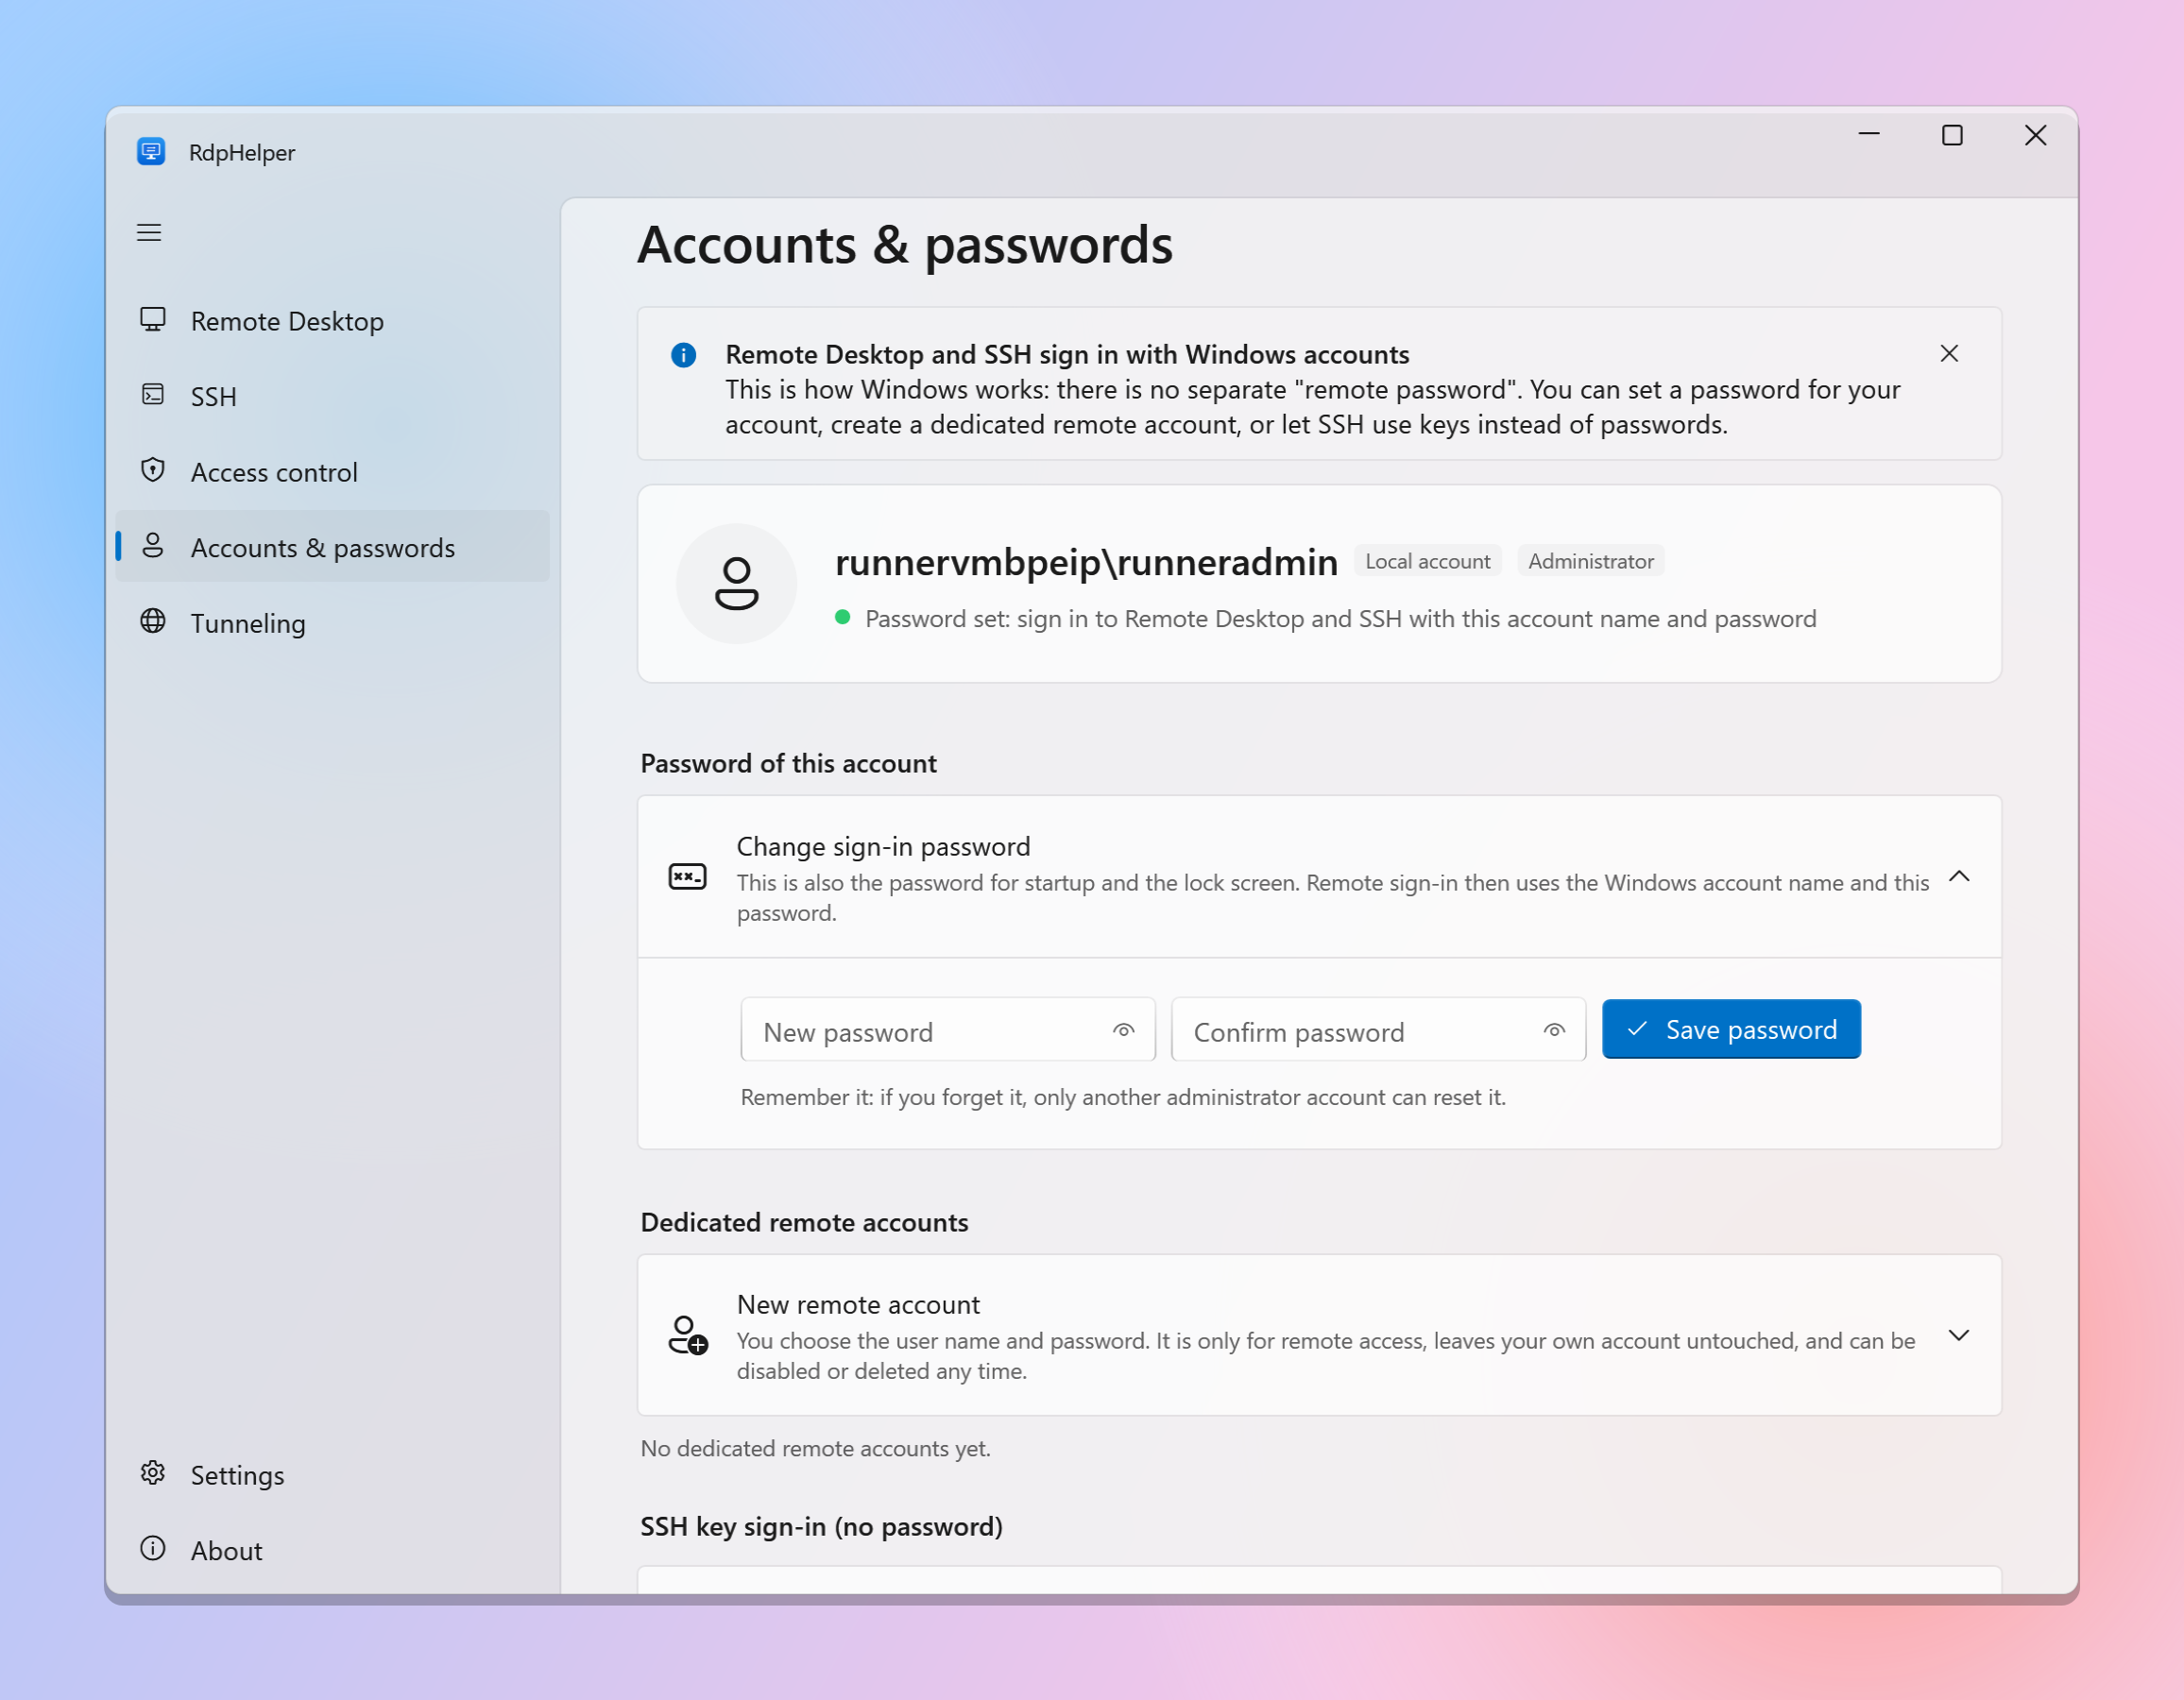 RdpHelper
Remote Desktop
SSH
Access control
Accounts & passwords
Tunneling
Settings
About
Accounts & passwords
Remote Desktop and SSH sign in with Windows accounts
This is how Windows works: there is no separate "remote password". You can set a password for your
account, create a dedicated remote account, or let SSH use keys instead of passwords.
runnervmbpeip\runneradmin Local account Administrator
Password set: sign in to Remote Desktop and SSH with this account name and password
Password of this account
Change sign-in password
This is also the password for startup and the lock screen. Remote sign-in then uses the Windows account name and this
password.
New password Confirm password Save password
Remember it: if you forget it, only another administrator account can reset it.
Dedicated remote accounts
New remote account
You choose the user name and password. It is only for remote access, leaves your own account untouched, and can be
disabled or deleted any time.
No dedicated remote accounts yet.
SSH key sign-in (no password)